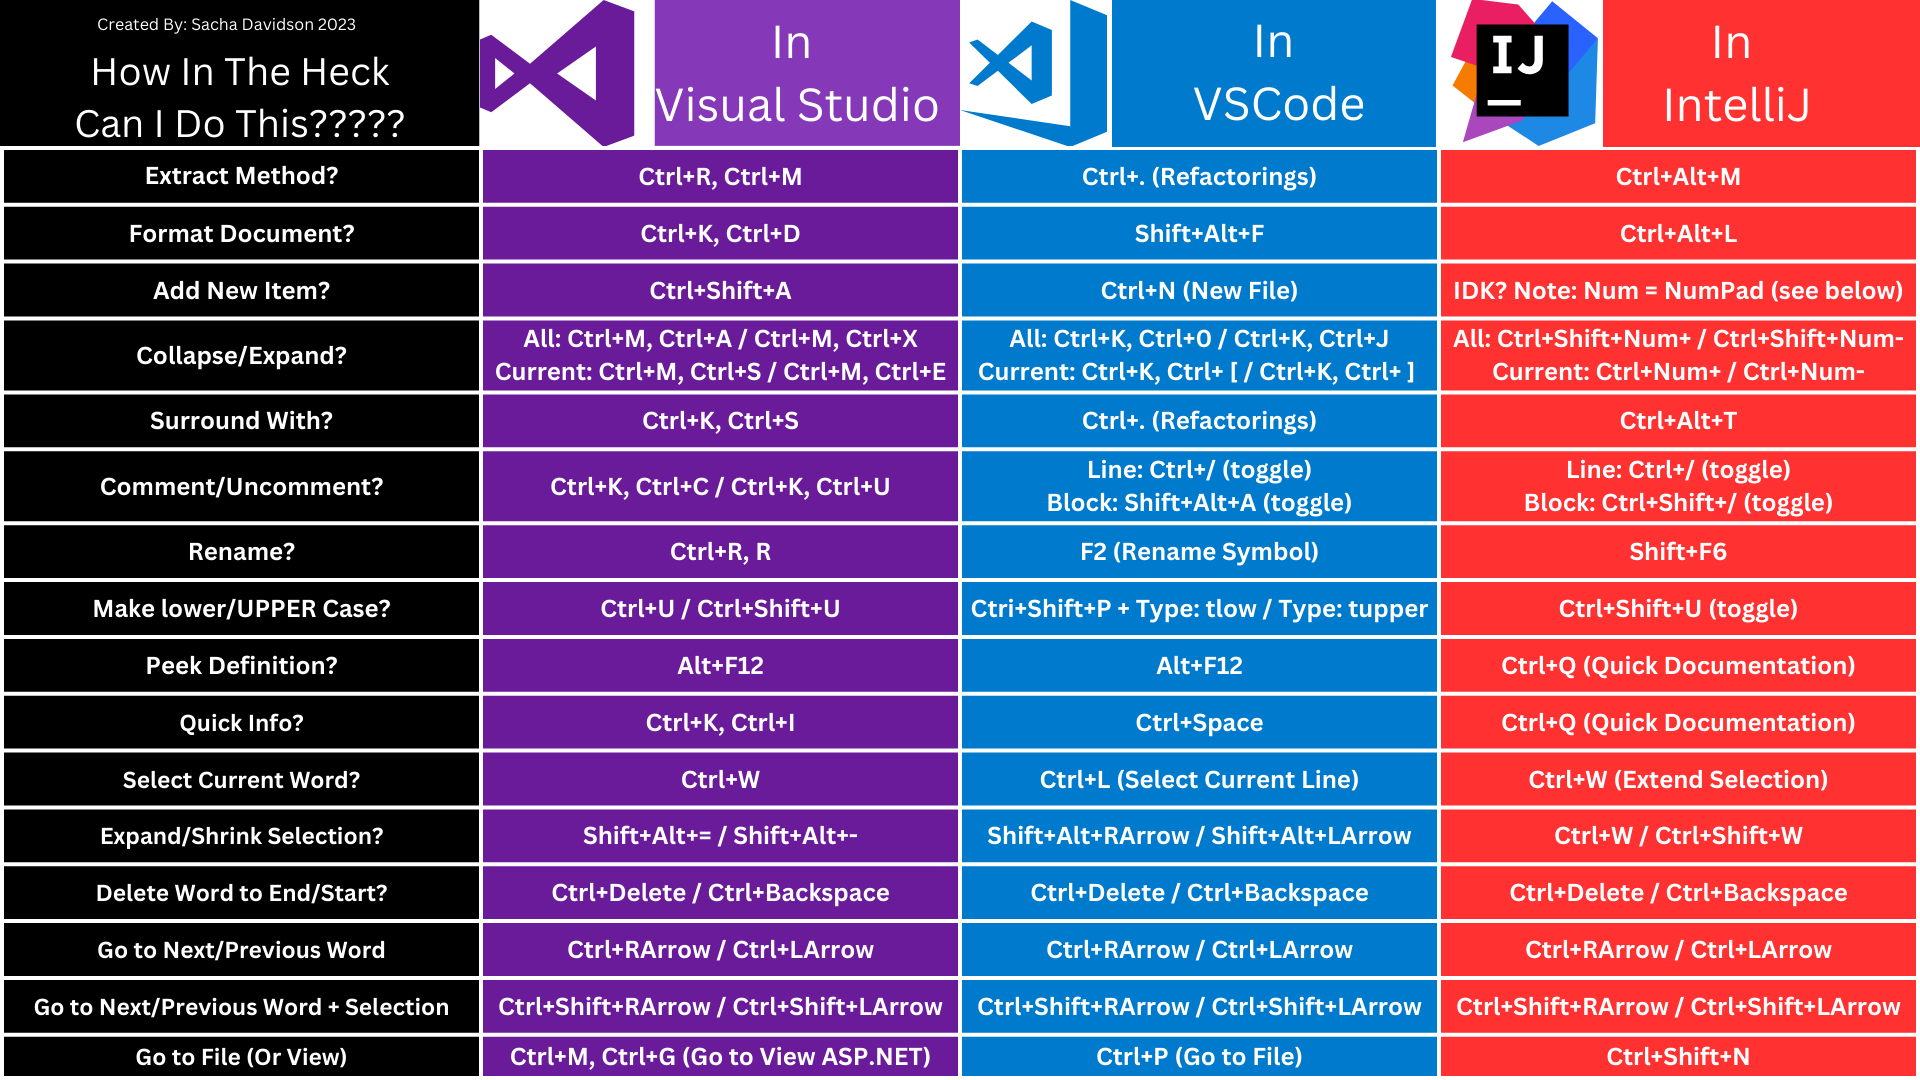 Created By: Sacha Davidson 2023
How In The Heck
Can I Do This?????
In
Visual Studio
In
VSCode
IJ
In
IntelliJ
Extract Method?
Ctrl+R, Ctrl+M
Ctrl+. (Refactorings)
Ctrl+Alt+M
Format Document?
Ctrl+K, Ctrl+D
Shift+Alt+F
Ctrl+Alt+L
Add New Item?
Ctrl+Shift+A
Ctrl+N (New File)
IDK? Note: Num = NumPad (see below)
Collapse/Expand?
All: Ctrl+M, Ctrl+A / Ctrl+M, Ctrl+X
Current: Ctrl+M, Ctrl+S / Ctrl+M, Ctrl+E
All: Ctrl+K, Ctrl+0 / Ctrl+K, Ctrl+J
Current: Ctrl+K, Ctrl+ [ / Ctrl+K, Ctrl+ ]
All: Ctrl+Shift+Num+ / Ctrl+Shift+Num-
Current: Ctrl+Num+ / Ctrl+Num-
Surround With?
Ctrl+K, Ctrl+S
Ctrl+. (Refactorings)
Ctrl+Alt+T
Comment/Uncomment?
Ctrl+K, Ctrl+C / Ctrl+K, Ctrl+U
Line: Ctrl+/ (toggle)
Block: Shift+Alt+A (toggle)
Line: Ctrl+/ (toggle)
Block: Ctrl+Shift+/ (toggle)
Rename?
Ctrl+R, R
F2 (Rename Symbol)
Shift+F6
Make lower/UPPER Case?
Ctrl+U / Ctrl+Shift+U
Ctri+Shift+P + Type: tlow / Type: tupper
Ctrl+Shift+U (toggle)
Peek Definition?
Alt+F12
Alt+F12
Ctrl+Q (Quick Documentation)
Quick Info?
Ctrl+K, Ctrl+I
Ctrl+Space
Ctrl+Q (Quick Documentation)
Select Current Word?
Ctrl+W
Ctrl+L (Select Current Line)
Ctrl+W (Extend Selection)
Expand/Shrink Selection?
Shift+Alt+= / Shift+Alt+-
Shift+Alt+RArrow / Shift+Alt+LArrow
Ctrl+W / Ctrl+Shift+W
Delete Word to End/Start?
Ctrl+Delete / Ctrl+Backspace
Ctrl+Delete / Ctrl+Backspace
Ctrl+Delete / Ctrl+Backspace
Go to Next/Previous Word
Ctrl+RArrow / Ctrl+LArrow
Ctrl+RArrow / Ctrl+LArrow
Ctrl+RArrow / Ctrl+LArrow
Go to Next/Previous Word + Selection
Ctrl+Shift+RArrow / Ctrl+Shift+LArrow
Ctrl+Shift+RArrow / Ctrl+Shift+LArrow
Ctrl+Shift+RArrow / Ctrl+Shift+LArrow
Go to File (Or View)
Ctrl+M, Ctrl+G (Go to View ASP.NET)
Ctrl+P (Go to File)
Ctrl+Shift+N